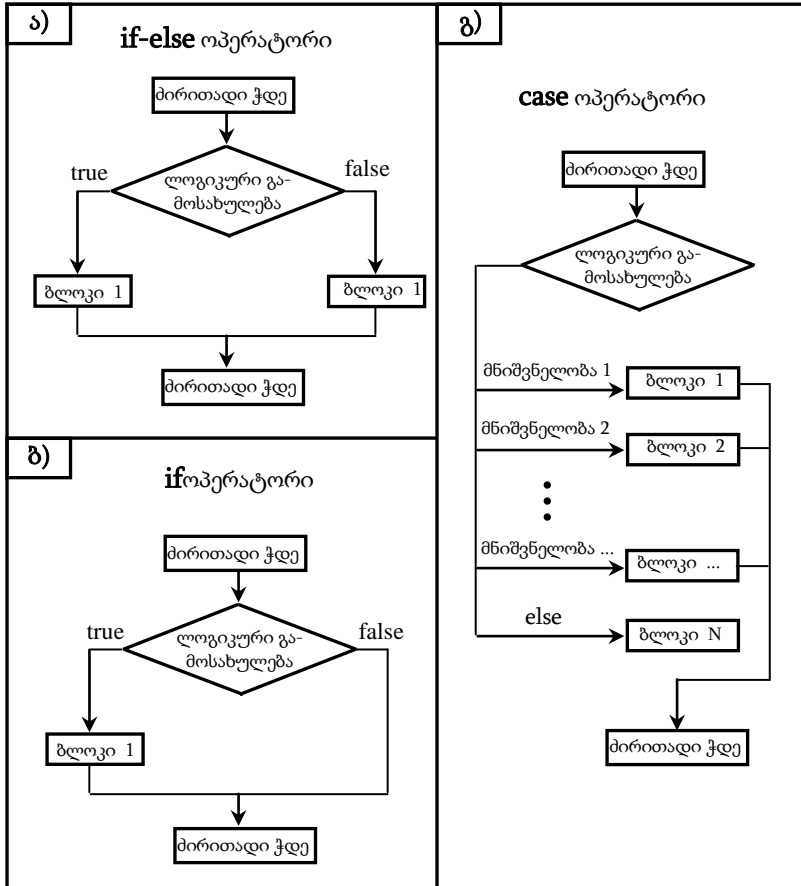 ა)
if-else ოპერატორი
ძირითადი ჭდე
true
false
ლოგიკური გა-
მოსახულება
ბლოკი 1
ბლოკი 1
ძირითადი ჭდე
ბ)
ifოპერატორი
ძირითადი ჭდე
true
false
ლოგიკური გა-
მოსახულება
ბლოკი 1
ძირითადი ჭდე
გ)
case ოპერატორი
ძირითადი ჭდე
ლოგიკური გა-
მოსახულება
მნიშვნელობა 1
ბლოკი 1
მნიშვნელობა 2
ბლოკი 2
მნიშვნელობა ...
ბლოკი ...
else
ბლოკი N
ძირითადი ჭდე